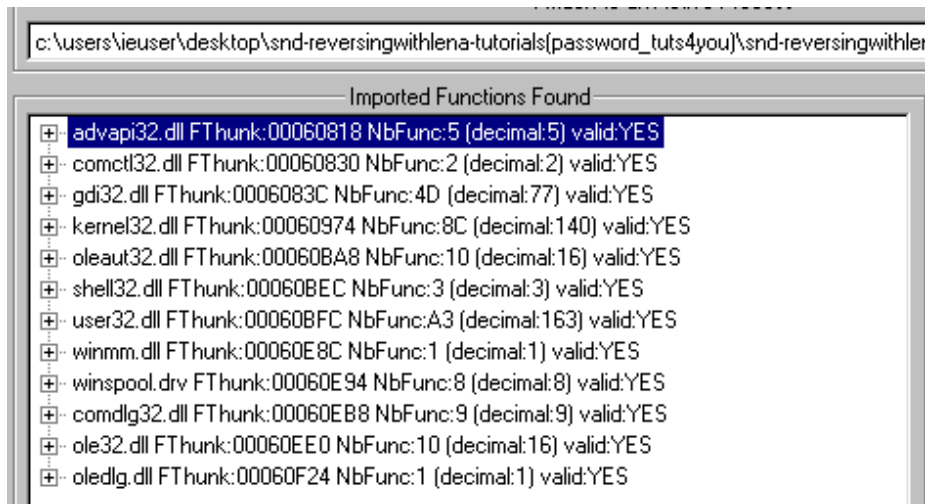 c:\users\ieuser\desktop\snd-reversingwithlena-tutorials(password_tuts4you)\snd-reversingwithler
Imported Functions Found
advapi32.dll FThunk:00060818 NbFunc:5 (decimal:5) valid:YES
comctl32.dll FThunk:00060830 NbFunc:2 (decimal:2) valid:YES
gdi32.dll FThunk:0006083C NbFunc:4D (decimal:77) valid:YES
kernel32.dll FThunk:00060974 NbFunc:8C (decimal:140) valid:YES
oleaut32.dll FThunk:00060BA8 NbFunc:10 (decimal:16) valid:YES
shell32.dll FThunk:00060BEC NbFunc:3 (decimal:3) valid:YES
user32.dll FThunk:00060BFC NbFunc:A3 (decimal:163) valid:YES
winmm.dll FThunk:00060E8C NbFunc:1 (decimal:1) valid:YES
winspool.drv FThunk:00060E94 NbFunc:8 (decimal:8) valid:YES
comdlg32.dll FThunk:00060EB8 NbFunc:9 (decimal:9) valid:YES
ole32.dll FThunk:00060EE0 NbFunc:10 (decimal:16) valid:YES
oledlg.dll FThunk:00060F24 NbFunc:1 (decimal:1) valid:YES